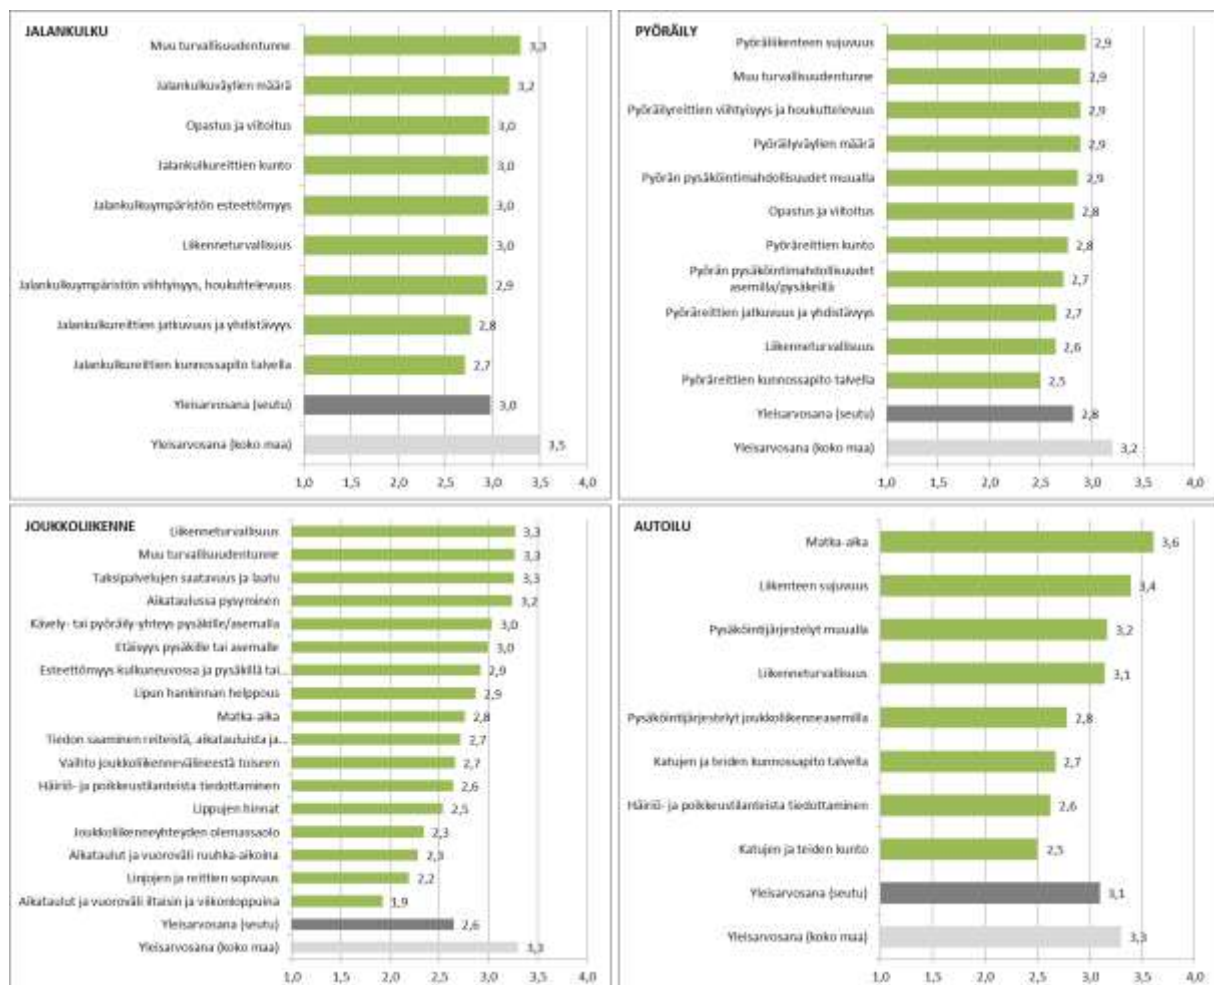 JALANKULKU
Muu turvallisuudentunne 3,3
Jalankulkuväylien määrä 3,2
Opastus ja viitoitus 3,0
Jalankulkureittien kunto 3,0
Jalankulkuympäristön esteettömyys 3,0
Liikenneturvallisuus 3,0
Jalankulkuympäristön viihtyisyys, houkuttelevuus 2,9
Jalankulkureittien jatkuvuus ja yhdistävyys 2,8
Jalankulkureittien kunnossapito talvella 2,7
Yleisarvosana (seutu) 3,0
Yleisarvosana (koko maa) 3,5
1,0 1,5 2,0 2,5 3,0 3,5 4,0
PYÖRÄILY
Pyöräliikenteen sujuvuus 2,9
Muu turvallisuudentunne 2,9
Pyöräilyreittien viihtyisyys ja houkuttelevuus 2,9
Pyöräilyväylien määrä 2,9
Pyörän pysäköintimahdollisuudet muualla 2,9
Opastus ja viitoitus 2,8
Pyöräreittien kunto 2,8
Pyörän pysäköintimahdollisuudet
asemilla/pysäkeillä 2,7
Pyöräreittien jatkuvuus ja yhdistävyys 2,7
Liikenneturvallisuus 2,6
Pyöräreittien kunnossapito talvella 2,5
Yleisarvosana (seutu) 2,8
Yleisarvosana (koko maa) 3,2
1,0 1,5 2,0 2,5 3,0 3,5 4,0
JOUKKOLIIKENNE
Liikenneturvallisuus 3,3
Muu turvallisuudentunne 3,3
Taksipalvelujen saatavuus ja laatu 3,3
Aikataulussa pysyminen 3,2
Kävely- tai pyöräily-yhteys pysäkille/asemalla 3,0
Etäisyys pysäkille tai asemalle 3,0
Esteettömyys kulkuneuvossa ja pysäkillä tai... 2,9
Lipun hankinnan helppous 2,9
Matka-aika 2,8
Tiedon saaminen reiteistä, aikatauluista ja... 2,7
Vaihto joukkoliikennevälineestä toiseen 2,7
Häiriö- ja poikkeustilanteista tiedottaminen 2,6
Lippujen hinnat 2,5
Joukkoliikenneyhteyden olemassaolo 2,3
Aikataulut ja vuoroväli ruuhka-aikoina 2,3
Linjojen ja reittien sopivuus 2,2
Aikataulut ja vuoroväli iltaisin ja viikonloppuina 1,9
Yleisarvosana (seutu) 2,6
Yleisarvosana (koko maa) 3,3
1,0 1,5 2,0 2,5 3,0 3,5 4,0
AUTOILU
Matka-aika 3,6
Liikenteen sujuvuus 3,4
Pysäköintijärjestelyt muualla 3,2
Liikenneturvallisuus 3,1
Pysäköintijärjestelyt joukkoliikenneasemilla 2,8
Katujen ja teiden kunnossapito talvella 2,7
Häiriö- ja poikkeustilanteista tiedottaminen 2,6
Katujen ja teiden kunto 2,5
Yleisarvosana (seutu) 3,1
Yleisarvosana (koko maa) 3,3
1,0 1,5 2,0 2,5 3,0 3,5 4,0